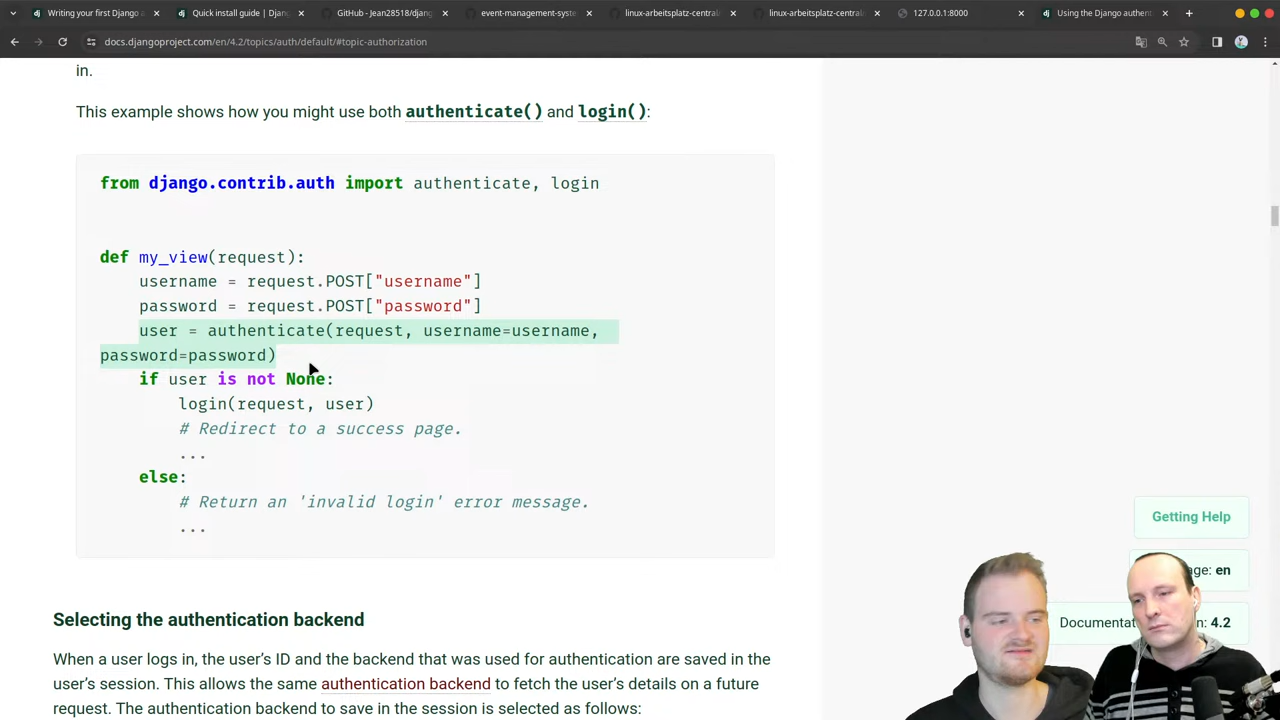 Writing your first Django a
Quick install guide | Djang
GitHub - Jean28518/djang
event-management-syste
linux-arbeitsplatz-central
linux-arbeitsplatz-central
127.0.0.1:8000
Using the Django authent
docs.djangoproject.com/en/4.2/topics/auth/default/#topic-authorization
in.
This example shows how you might use both authenticate() and login():
from django.contrib.auth import authenticate, login
def my_view(request):
username = request.POST["username"]
password = request.POST["password"]
user = authenticate(request, username=username,
password=password)
if user is not None:
login(request, user)
# Redirect to a success page.
...
else:
# Return an 'invalid login' error message.
...
Getting Help
age: en
Documentat n: 4.2
Selecting the authentication backend
When a user logs in, the user's ID and the backend that was used for authentication are saved in the
user's session. This allows the same authentication backend to fetch the user's details on a future
request. The authentication backend to save in the session is selected as follows: